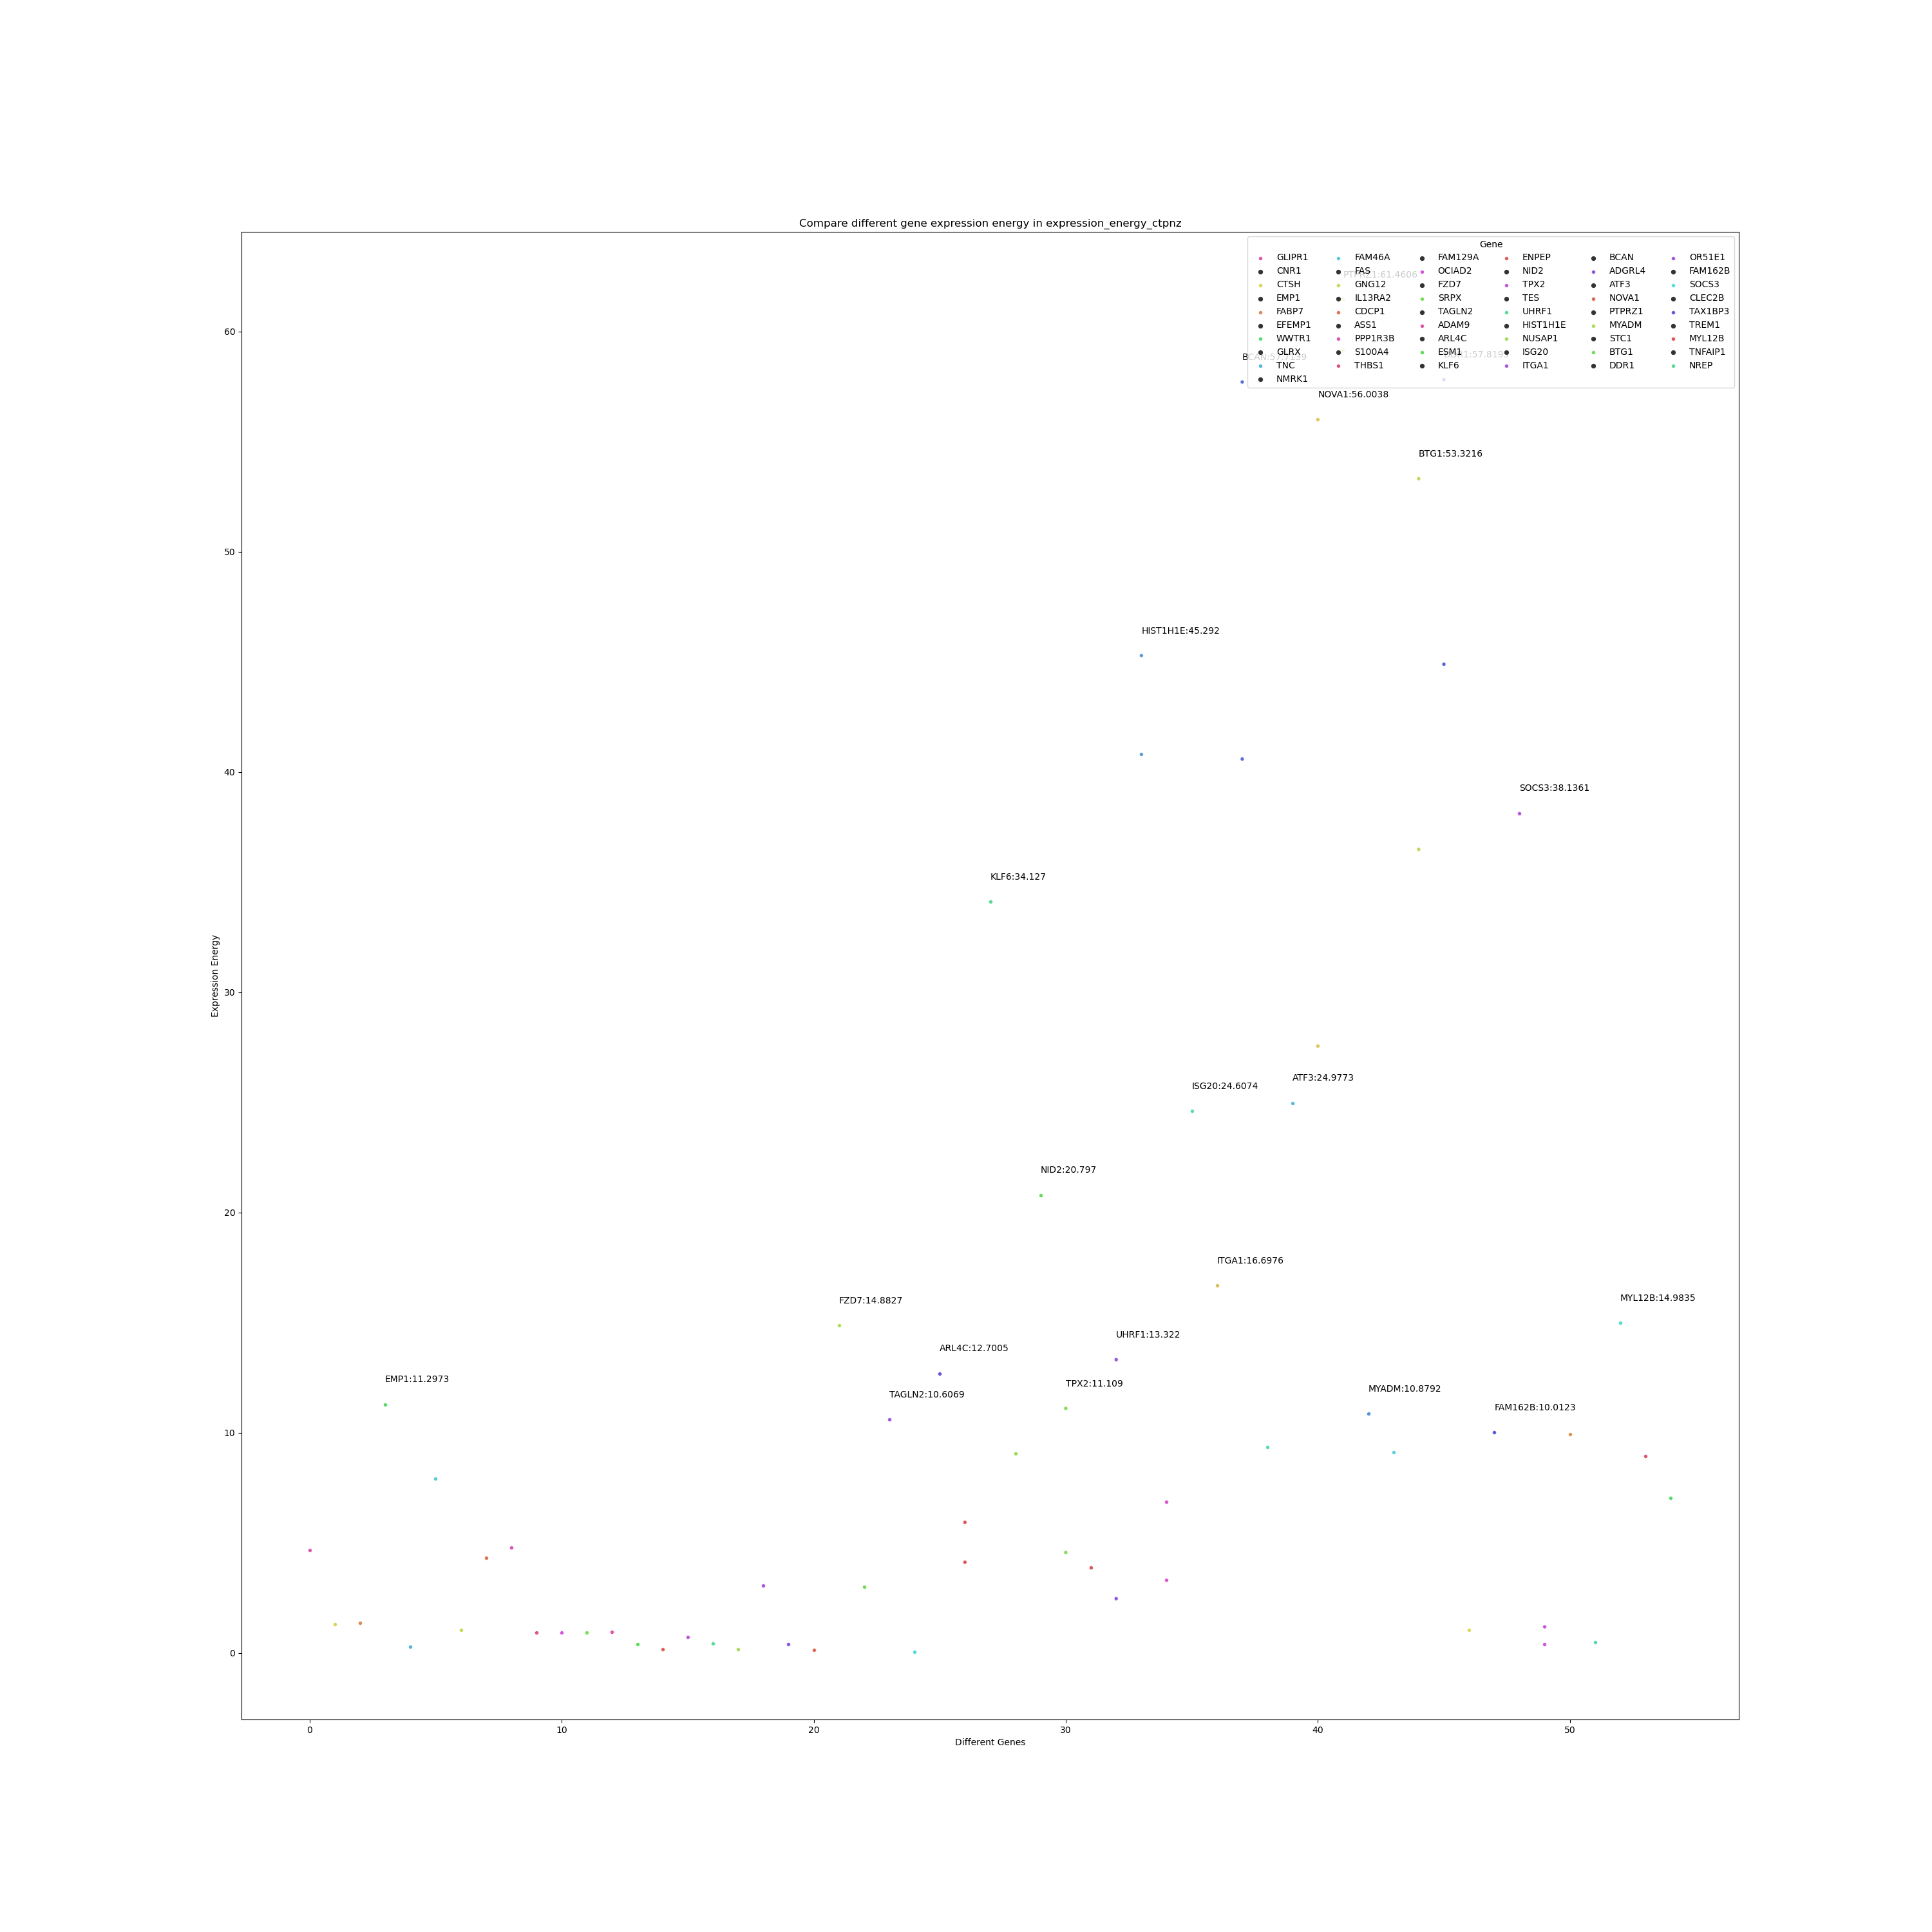 Compare different gene expression energy in expression_energy_ctpnz
Gene
GLIPR1 FAM46A FAM129A ENPEP BCAN OR51E1
CNR1 FAS OCIAD2 NID2 ADGRL4 FAM162B
CTSH GNG12 FZD7 TPX2 ATF3 SOCS3
EMP1 IL13RA2 SRPX TES NOVA1 CLEC2B
FABP7 CDCP1 TAGLN2 UHRF1 PTPRZ1 TAX1BP3
EFEMP1 ASS1 ADAM9 HIST1H1E MYADM TREM1
WWTR1 PPP1R3B ARL4C NUSAP1 STC1 MYL12B
GLRX S100A4 ESM1 ISG20 BTG1 TNFAIP1
TNC THBS1 KLF6 ITGA1 DDR1 NREP
NMRK1
60
NOVA1:56.0038
BTG1:53.3216
50
HIST1H1E:45.292
40
SOCS3:38.1361
KLF6:34.127
30
ATF3:24.9773
ISG20:24.6074
NID2:20.797
20
ITGA1:16.6976
MYL12B:14.9835
FZD7:14.8827
UHRF1:13.322
ARL4C:12.7005
EMP1:11.2973
TPX2:11.109
MYADM:10.8792
TAGLN2:10.6069
FAM162B:10.0123
10
0
0 10 20 30 40 50
Different Genes
Expression Energy